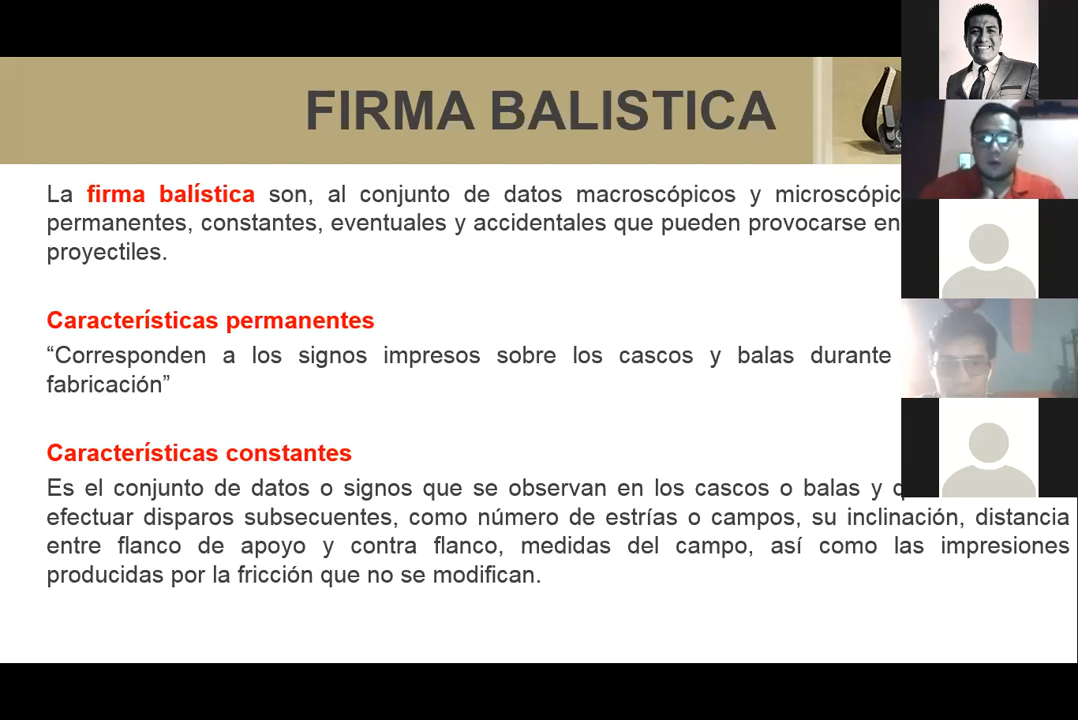 FIRMA BALISTICA
La firma balística son, al conjunto de datos macroscópicos y
permanentes, constantes, eventuales y accidentales que pueden provocarse en
proyectiles.
Características permanentes
“Corresponden a los signos impresos sobre los cascos y balas durante
fabricación”
Características constantes
Es el conjunto de datos o signos que se observan en los cascos o balas y
efectuar disparos subsecuentes, como número de estrías o campos, su inclinación, distancia
entre flanco de apoyo y contra flanco, medidas del campo, así como las impresiones
producidas por la fricción que no se modifican.